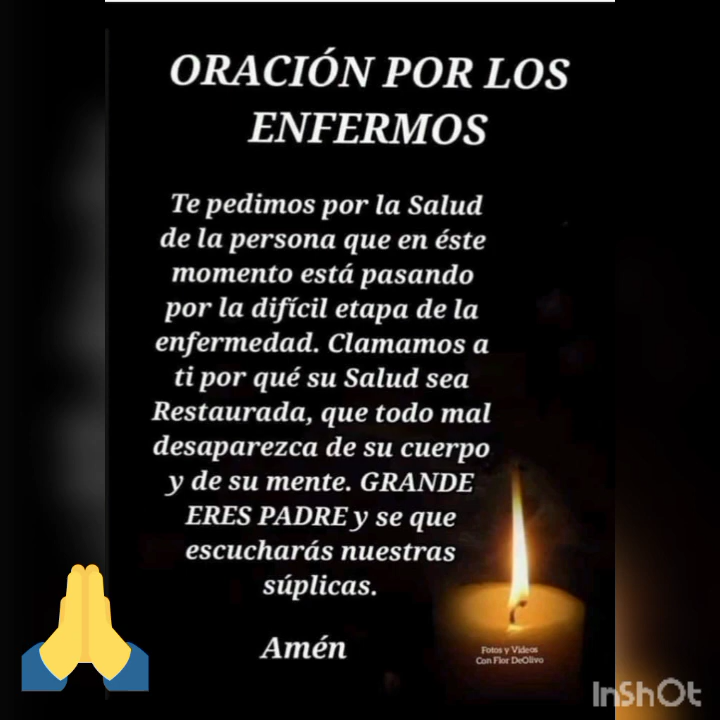 ORACIÓN POR LOS
ENFERMOS
Te pedimos por la Salud
de la persona que en éste
momento está pasando
por la difícil etapa de la
enfermedad. Clamamos a
ti por qué su Salud sea
Restaurada, que todo mal
desaparezca de su cuerpo
y de su mente. GRANDE
ERES PADRE y se que
escucharás nuestras
súplicas.
Amén
Fotos y Videos
Con Flor DeOlivo
InShOt